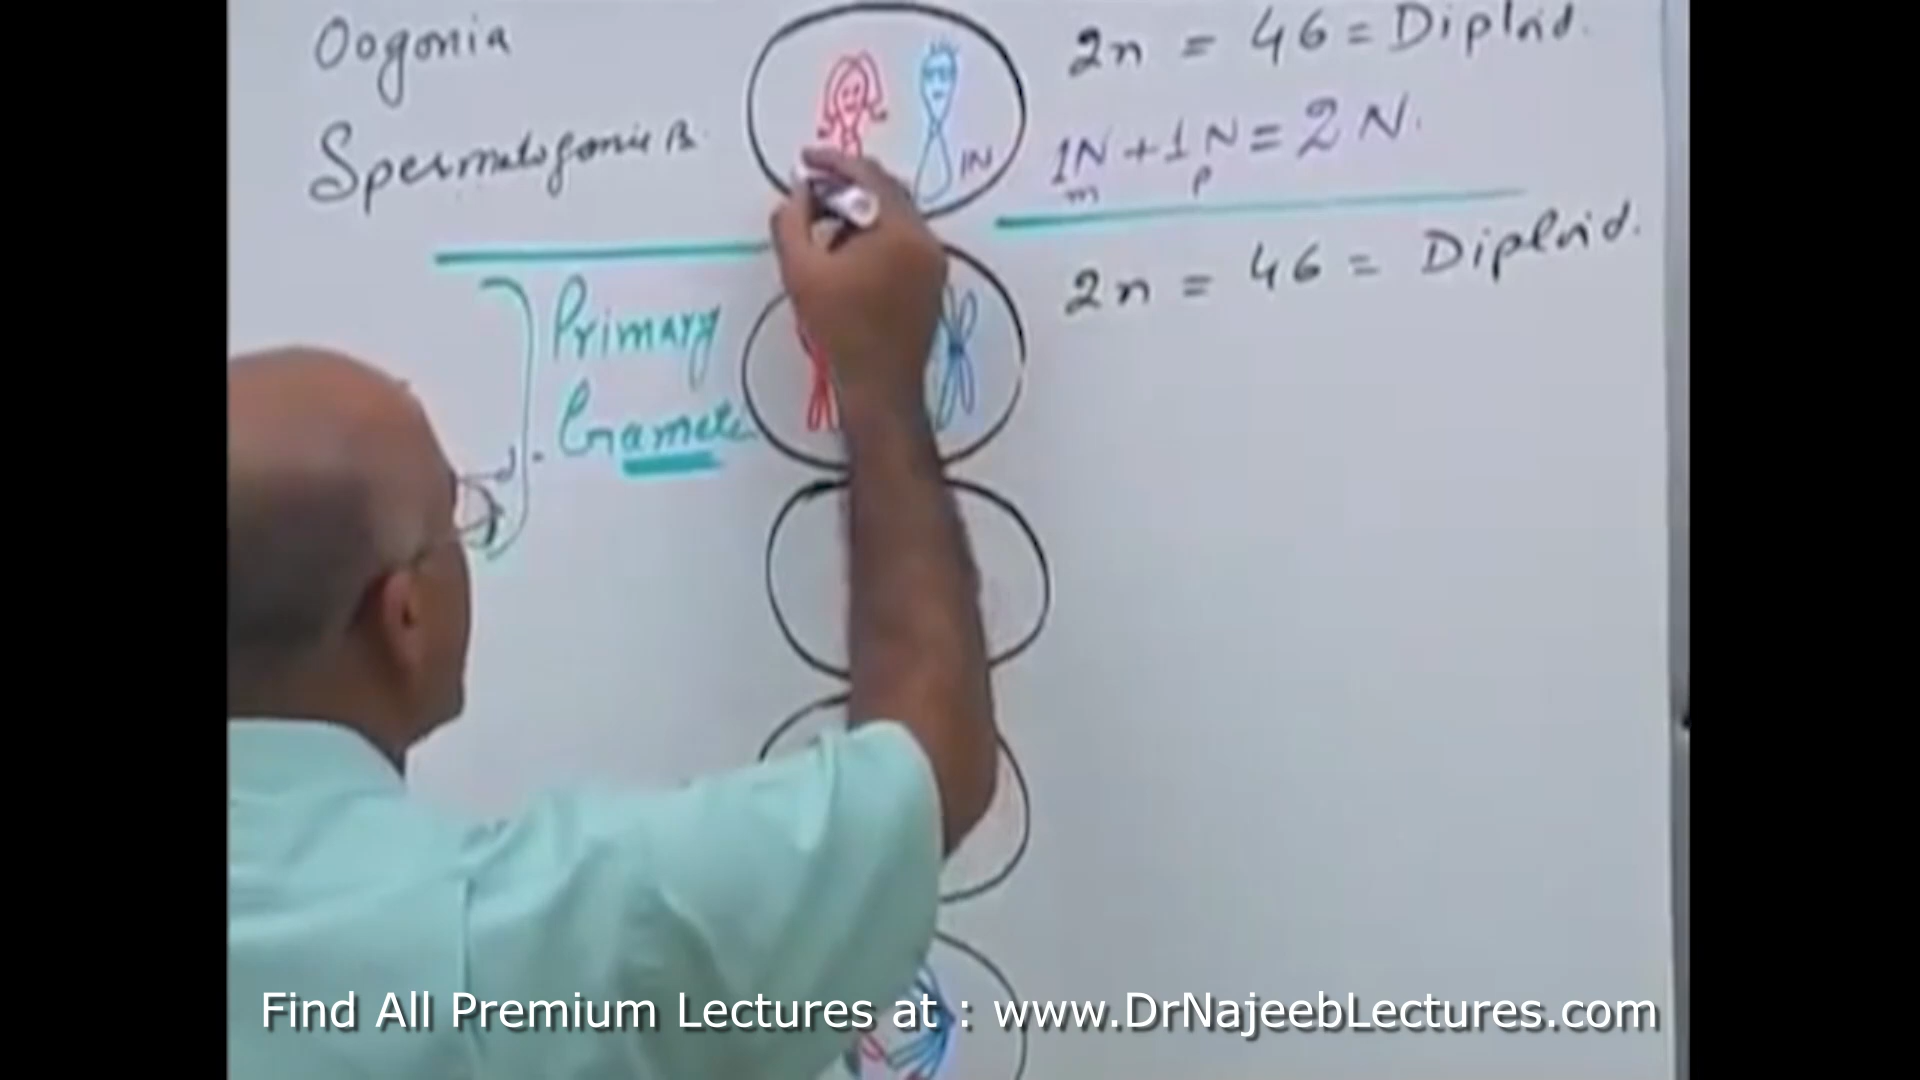 Oogonia
Spermatogonia B.
2n = 46 = Diploid.
1N
1N + 1N = 2N.
m p
2n = 46 = Diploid.
Primary
Gamete
Find All Premium Lectures at : www.DrNajeebLectures.com